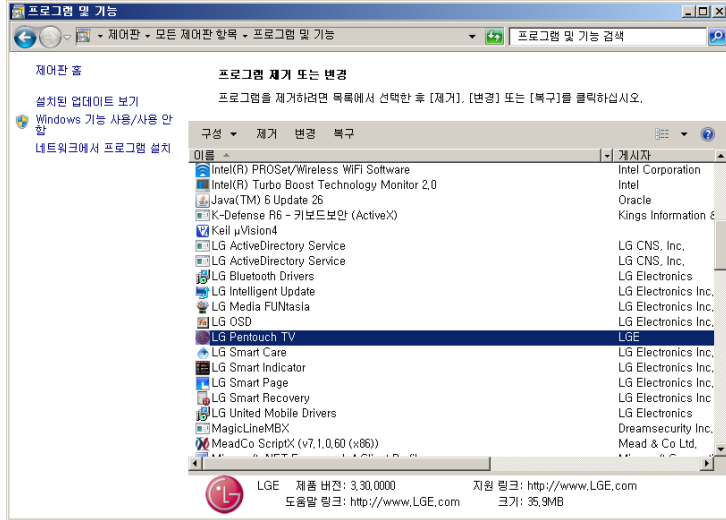 프로그램 및 기능
제어판 모든 제어판 항목 프로그램 및 기능
프로그램 및 기능 검색
제어판 홈
설치된 업데이트 보기
Windows 기능 사용/사용 안
함
네트워크에서 프로그램 설치
프로그램 제거 또는 변경
프로그램을 제거하려면 목록에서 선택한 후 [제거], [변경] 또는 [복구]를 클릭하십시오.
구성 제거 변경 복구
이름 게시자
Intel(R) PROSet/Wireless WiFi Software Intel Corporation
Intel(R) Turbo Boost Technology Monitor 2.0 Intel
Java(TM) 6 Update 26 Oracle
K-Defense R6 - 키보드보안 (ActiveX) Kings Information &
Keil µVision4
LG ActiveDirectory Service LG CNS, Inc.
LG ActiveDirectory Service LG CNS, Inc.
LG Bluetooth Drivers LG Electronics
LG Intelligent Update LG Electronics Inc.
LG Media FUNtasia LG Electronics Inc.
LG OSD LG Electronics Inc.
LG Pentouch TV LGE
LG Smart Care LG Electronics Inc.
LG Smart Indicator LG Electronics Inc.
LG Smart Page LG Electronics Inc.
LG Smart Recovery LG Electronics Inc
LG United Mobile Drivers LG Electronics
MagicLineMBX Dreamsecurity Inc.
MeadCo ScriptX (v7.1.0.60 (x86)) Mead & Co Ltd.
LGE 제품 버전: 3.30.0000 지원 링크: http://www.LGE.com
도움말 링크: http://www.LGE.com 크기: 35.9MB